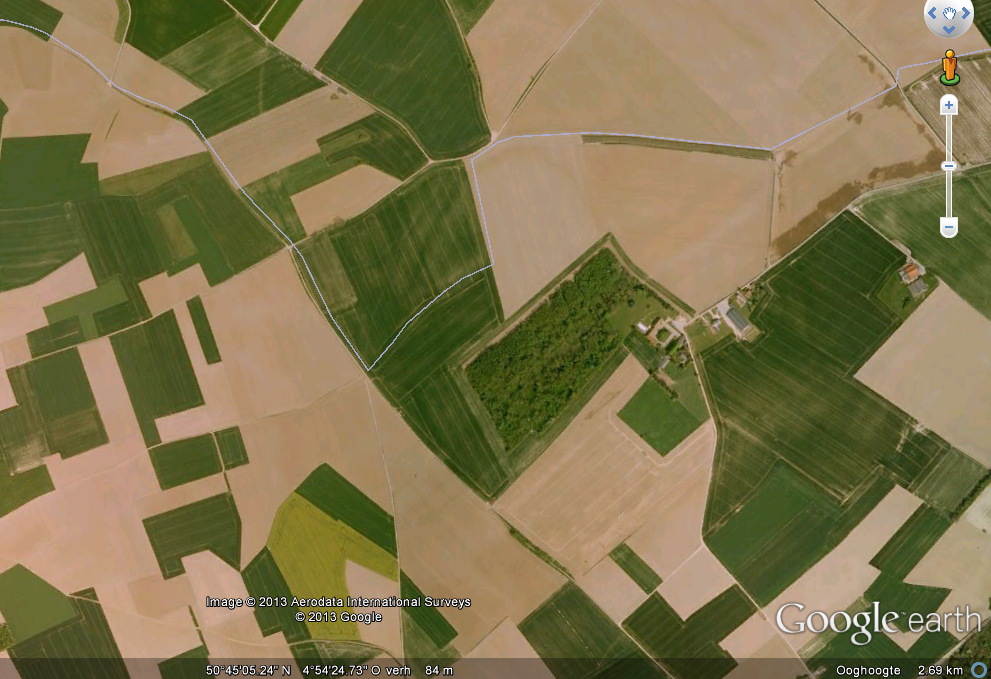 Image © 2013 Aerodata International Surveys
© 2013 Google
Google earth
50°45'05.24" N 4°54'24.73" O verh 84 m
Ooghoogte 2.69 km